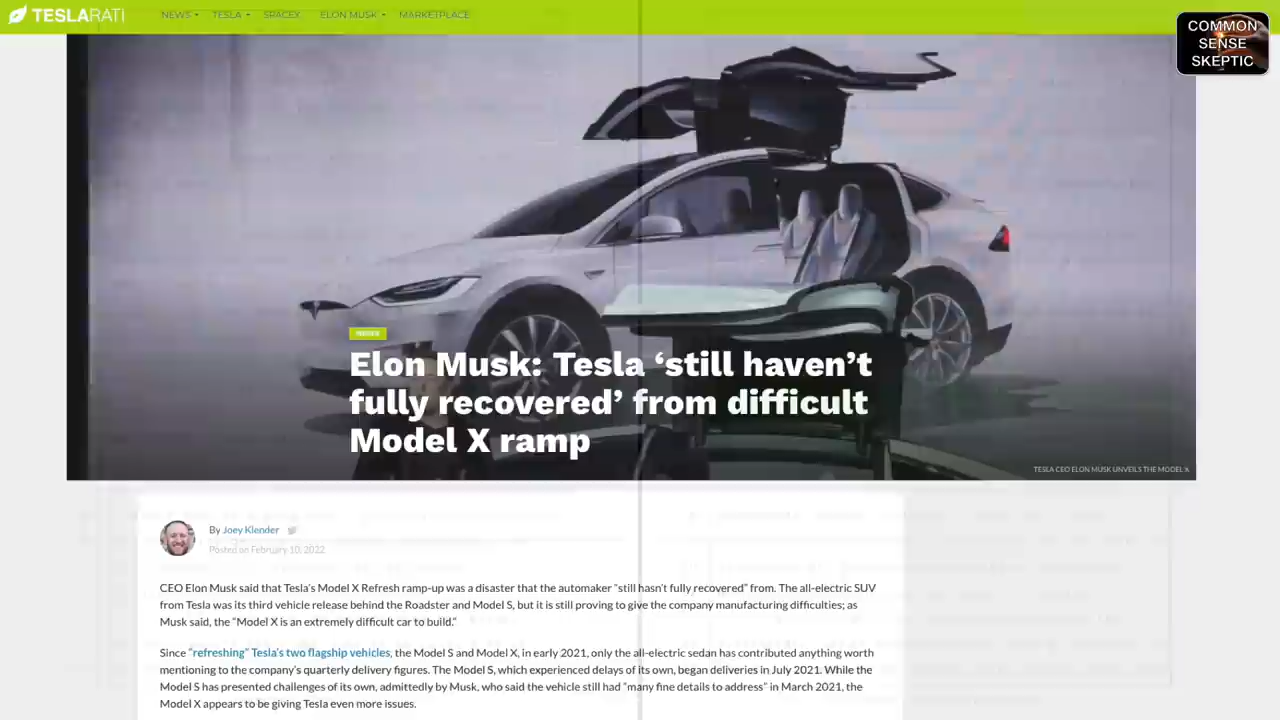 TESLARATI
NEWS TESLA SPACEX ELON MUSK MARKETPLACE
COMMON
SENSE
SKEPTIC
Elon Musk: Tesla ‘still haven’t
fully recovered’ from difficult
Model X ramp
TESLA CEO ELON MUSK UNVEILS THE MODEL X
By Joey Klender
Posted on February 10, 2022
CEO Elon Musk said that Tesla’s Model X Refresh ramp-up was a disaster that the automaker “still hasn’t fully recovered” from. The all-electric SUV
from Tesla was its third vehicle release behind the Roadster and Model S, but it is still proving to give the company manufacturing difficulties; as
Musk said, the “Model X is an extremely difficult car to build.”
Since “refreshing” Tesla’s two flagship vehicles, the Model S and Model X, in early 2021, only the all-electric sedan has contributed anything worth
mentioning to the company’s quarterly delivery figures. The Model S, which experienced delays of its own, began deliveries in July 2021. While the
Model S has presented challenges of its own, admittedly by Musk, who said the vehicle still had “many fine details to address” in March 2021, the
Model X appears to be giving Tesla even more issues.